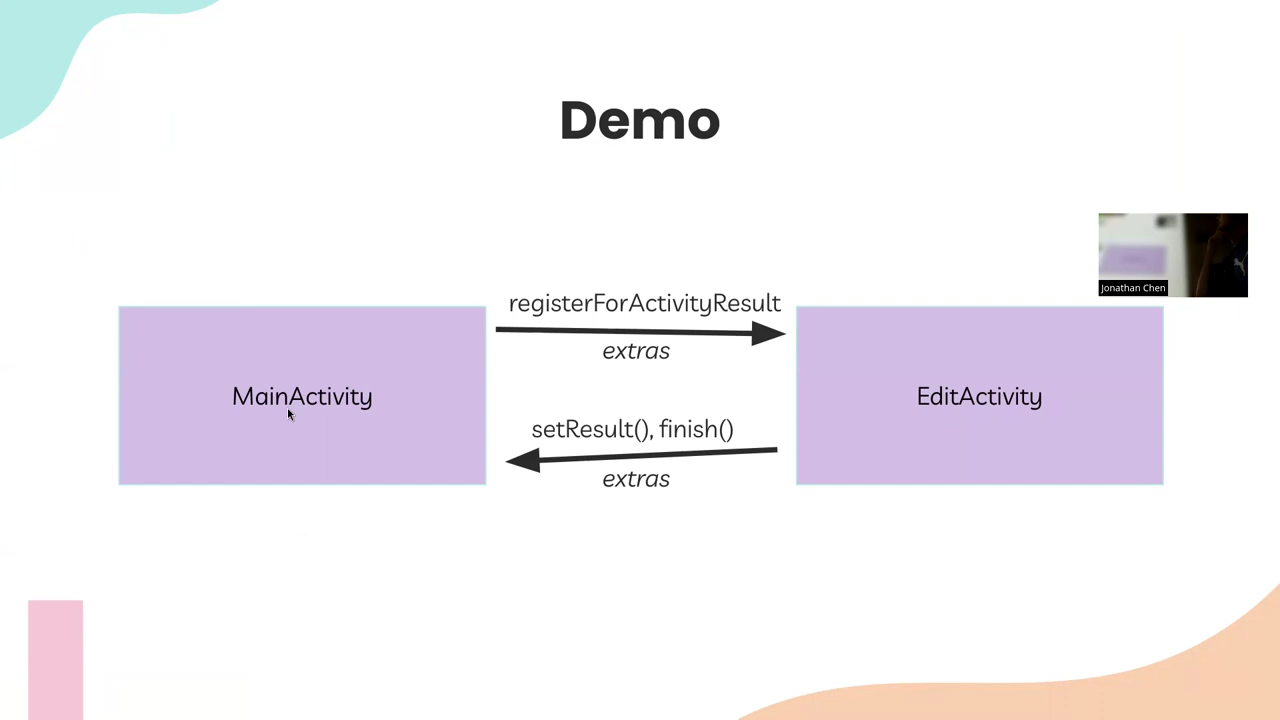 Demo
Jonathan Chen
registerForActivityResult
extras
MainActivity
EditActivity
setResult(), finish()
extras